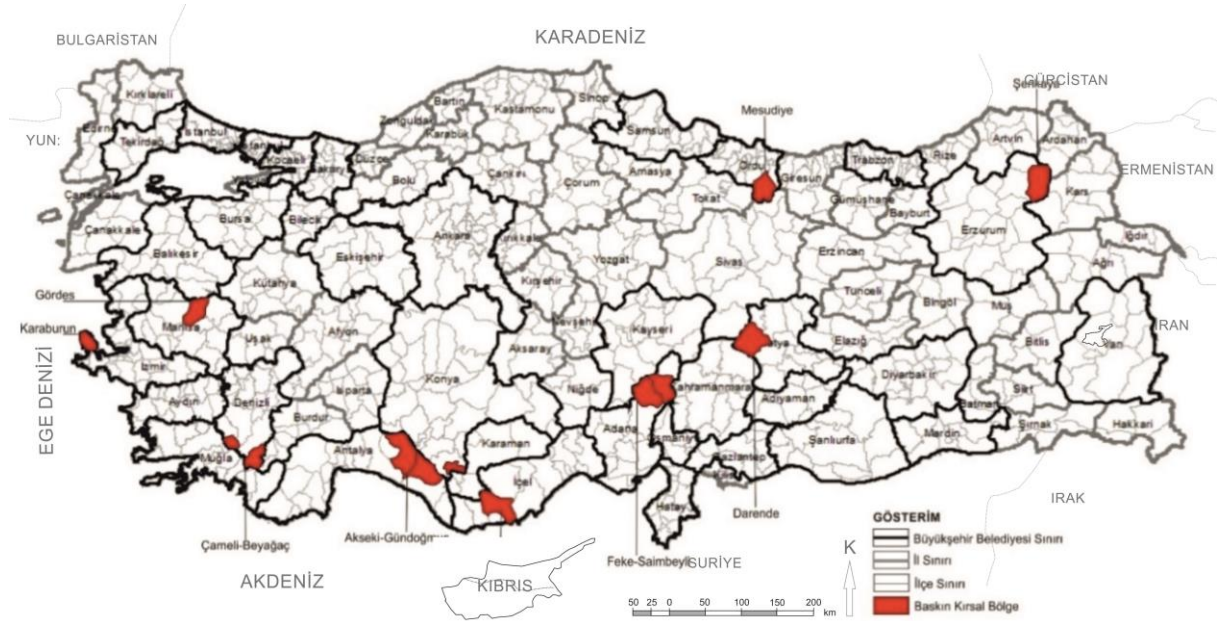 BULGARİSTAN
KARADENİZ
GÜRCİSTAN
Şenkaya
Mesudiye
Kırklareli
Edirne
Tekirdağ
İstanbul
YUN:
Kocaeli
Düzce
Zonguldak
Bartın
Karabük
Kastamonu
Sinop
Samsun
Ordu
Giresun
Trabzon
Rize
Artvin
Ardahan
ERMENİSTAN
Kars
Çanakkale
Çanakkale
Balıkesir
Bursa
Bilecik
Bolu
Çankırı
Çorum
Amasya
Tokat
Gümüşhane
Bayburt
Erzurum
Iğdır
Ağrı
Eskişehir
Ankara
Kırıkkale
Yozgat
Sivas
Erzincan
Kütahya
Kırşehir
Tunceli
Bingöl
Muş
Gördes
Karaburun
Manisa
Uşak
Afyon
Nevşehir
Kayseri
Elazığ
Bitlis
Van
IRAN
EGE DENİZİ
İzmir
Aydın
Denizli
Isparta
Konya
Aksaray
Niğde
Kahramanmara
Malatya
Adıyaman
Diyarbakır
Batman
Siirt
Şırnak
Hakkari
Muğla
Burdur
Antalya
Karaman
İçel
Adana
Osmaniye
Gaziantep
Kilis
Şanlıurfa
Mardin
Hatay
Çameli-Beyağaç
Akseki-Gündoğm
Feke-Saimbeyli
SURİYE
Darende
IRAK
AKDENİZ
KIBRIS
K
50 25 0 50 100 150 200
km
GÖSTERİM
Büyükşehir Belediyesi Sınırı
İl Sınırı
İlçe Sınırı
Baskın Kırsal Bölge